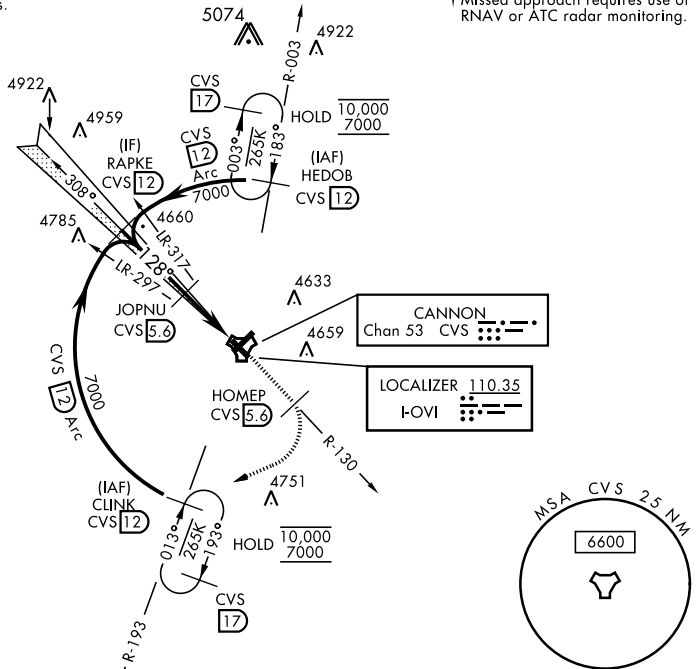 s.
Missed approach requires use of
RNAV or ATC radar monitoring.
5074
4922
R-003
4922
4959
CVS
17
HOLD 10,000
7000
CVS
12
Arc
7000
003°
265K
183°
(IF)
RAPKE
CVS 12
(IAF)
HEDOB
CVS 12
308°
4785
4660
LR-317
128°
LR-297
JOPNU
CVS 5.6
4633
4659
CANNON
Chan 53 CVS
LOCALIZER 110.35
I-OVI
CVS 12 Arc
7000
HOMEP
CVS 5.6
R-130
4751
(IAF)
CLINK
CVS 12
013°
265K
193°
HOLD 10,000
7000
CVS
17
R-193
MSA CVS 25 NM
6600